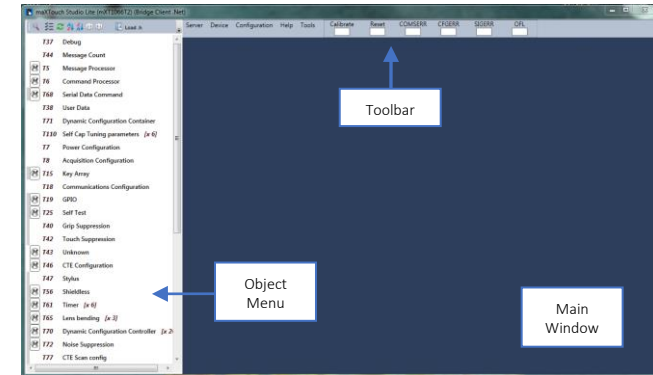 maXTouch Studio Lite (mXT1066T2) (Bridge Client .Net)
Load
Server Device Configuration Help Tools
Calibrate Reset COMSERR CFGERR SIGERR OFL
T37 Debug
T44 Message Count
T5 Message Processor
T6 Command Processor
T68 Serial Data Command
T38 User Data
T71 Dynamic Configuration Container
T110 Self Cap Tuning parameters [x 6]
T7 Power Configuration
T8 Acquisition Configuration
T15 Key Array
T18 Communications Configuration
T19 GPIO
T25 Self Test
T40 Grip Suppression
T42 Touch Suppression
T43 Unknown
T46 CTE Configuration
T47 Stylus
T56 Shieldless
T61 Timer [x 6]
T65 Lens bending [x 3]
T70 Dynamic Configuration Controller [x 2
T72 Noise Suppression
T77 CTE Scan config
Toolbar
Object
Menu
Main
Window